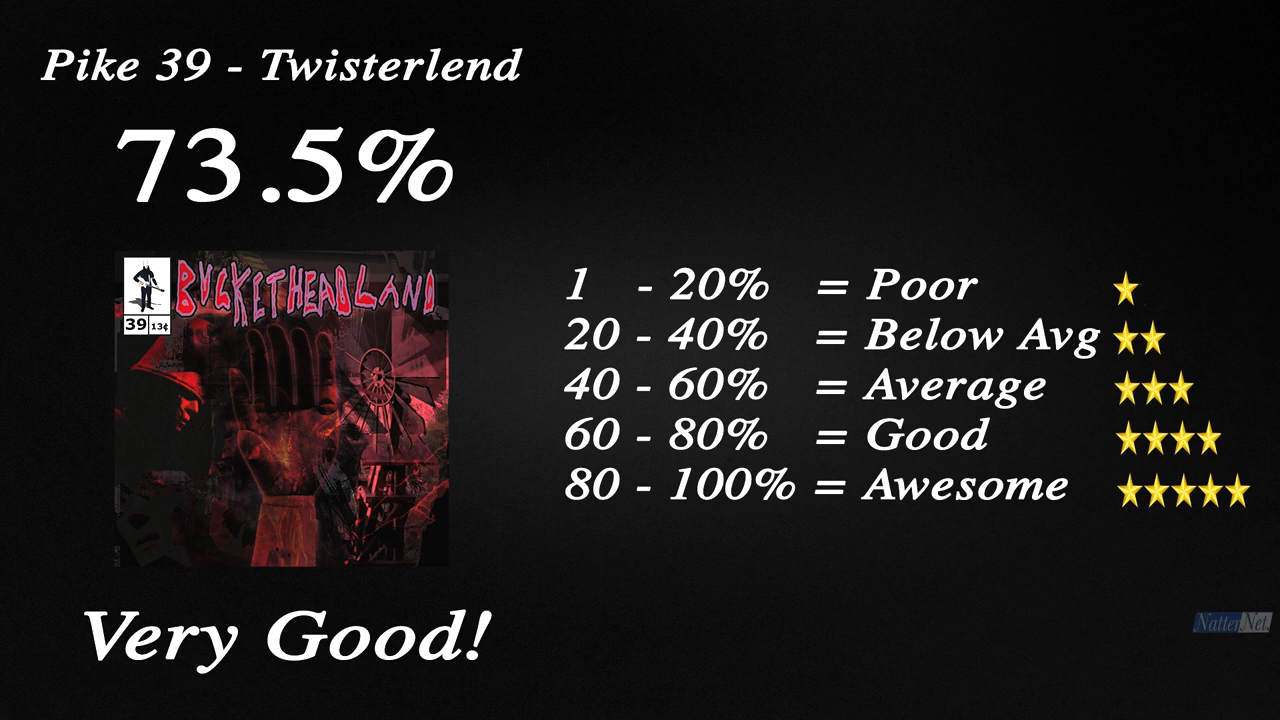 Pike 39 - Twisterlend
73.5%
BUCKETHEADLAND
39 13¢
1 - 20% = Poor
20 - 40% = Below Avg
40 - 60% = Average
60 - 80% = Good
80 - 100% = Awesome
Very Good!
NatterNet